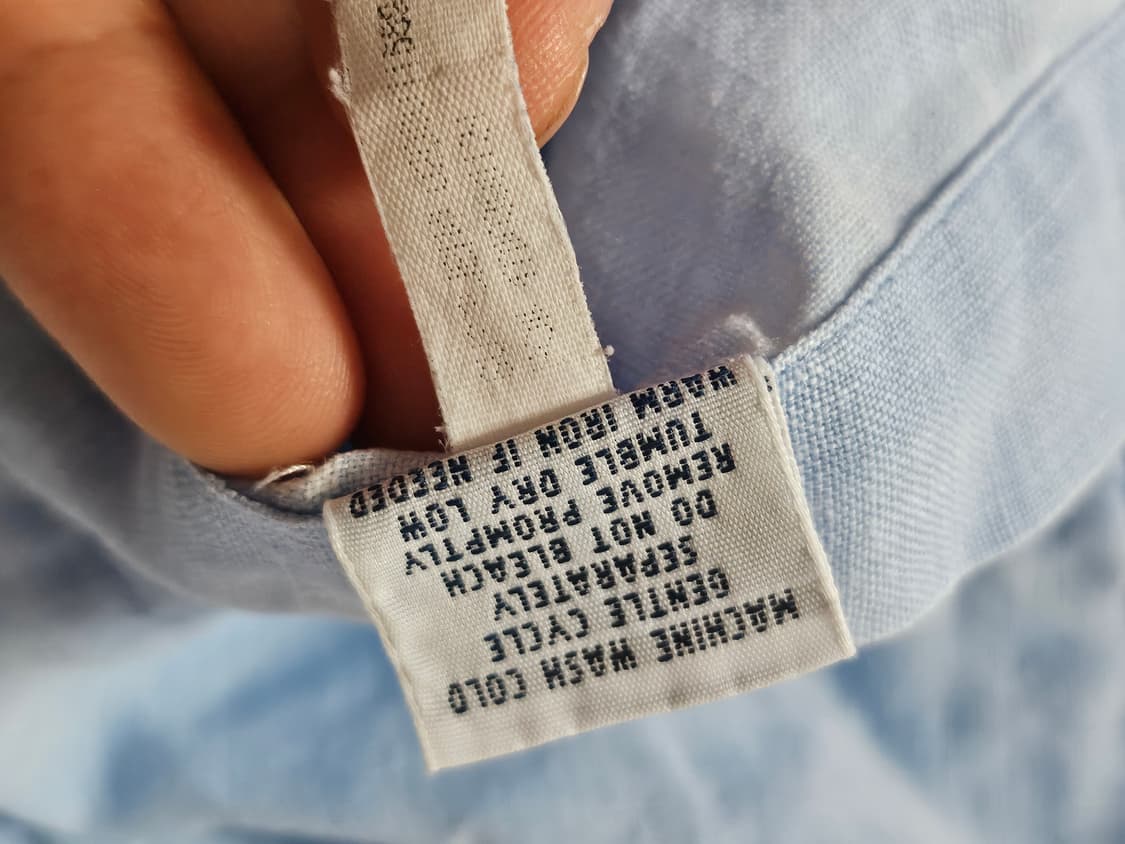 MACHINE WASH COLD
GENTLE CYCLE
SEPARATELY
DO NOT BLEACH
REMOVE PROMPTLY
TUMBLE DRY LOW
WARM IRON IF NEEDED